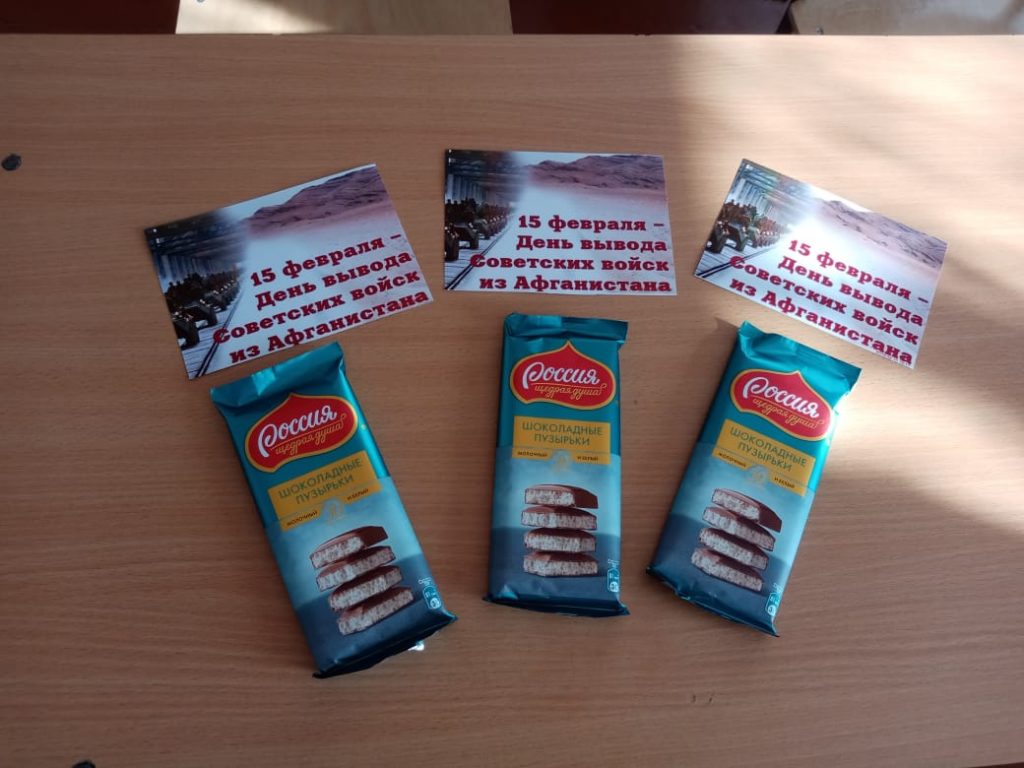 15 февраля –
День вывода
Советских войск
из Афганистана
15 февраля –
День вывода
Советских войск
из Афганистана
15 февраля –
День вывода
Советских войск
из Афганистана
Россия
щедрая душа!
ШОКОЛАДНЫЕ
ПУЗЫРЬКИ
МОЛОЧНЫЙ И БЕЛЫЙ
Россия
щедрая душа!
ШОКОЛАДНЫЕ
ПУЗЫРЬКИ
МОЛОЧНЫЙ И БЕЛЫЙ
Россия
щедрая душа!
ШОКОЛАДНЫЕ
ПУЗЫРЬКИ
МОЛОЧНЫЙ И БЕЛЫЙ